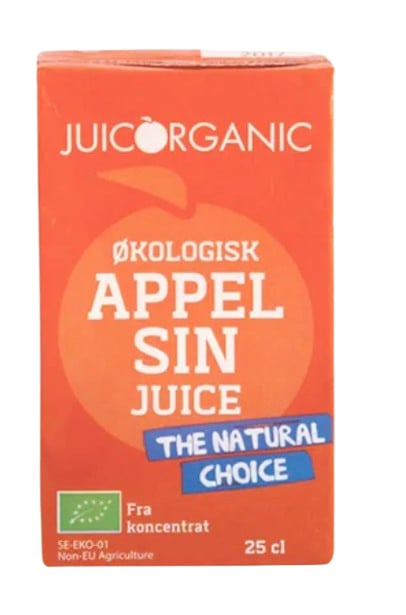 JUICORGANIC
ØKOLOGISK
APPEL
SIN
JUICE
THE NATURAL
CHOICE
Fra
koncentrat
SE-EKO-01
Non-EU Agriculture
25 cl